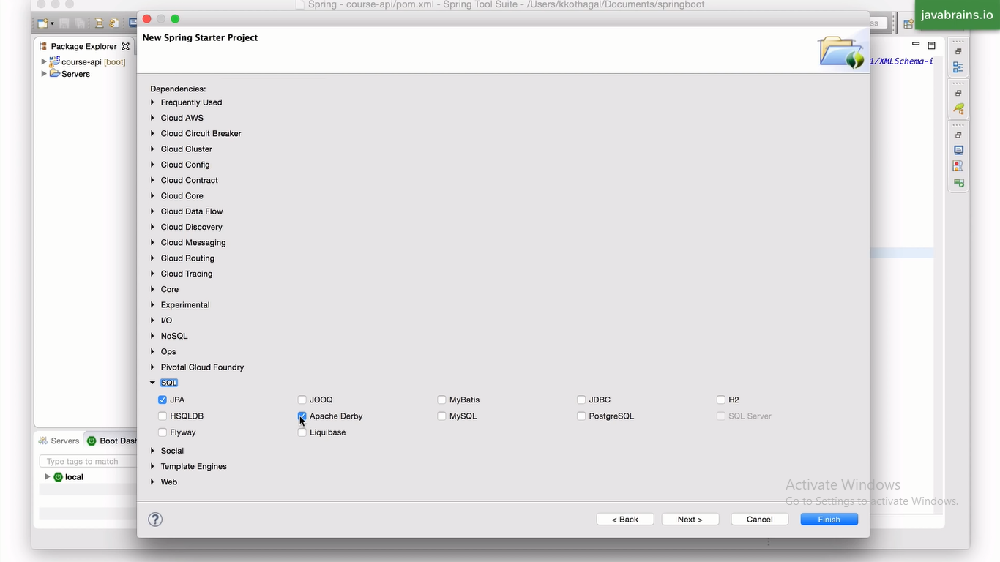 Spring - course-api/pom.xml - Spring Tool Suite - /Users/kkothagal/Documents/springboot
javabrains.io
New Spring Starter Project
Package Explorer
course-api [boot]
Servers
1/XMLSchema-i
Dependencies:
Frequently Used
Cloud AWS
Cloud Circuit Breaker
Cloud Cluster
Cloud Config
Cloud Contract
Cloud Core
Cloud Data Flow
Cloud Discovery
Cloud Messaging
Cloud Routing
Cloud Tracing
Core
Experimental
I/O
NoSQL
Ops
Pivotal Cloud Foundry
SQL
JPA JOOQ MyBatis JDBC H2
HSQLDB Apache Derby MySQL PostgreSQL SQL Server
Flyway Liquibase
Social
Template Engines
Web
Servers Boot Dash
Type tags to match
local
Activate Windows
Go to Settings to activate Windows.
? < Back Next > Cancel Finish